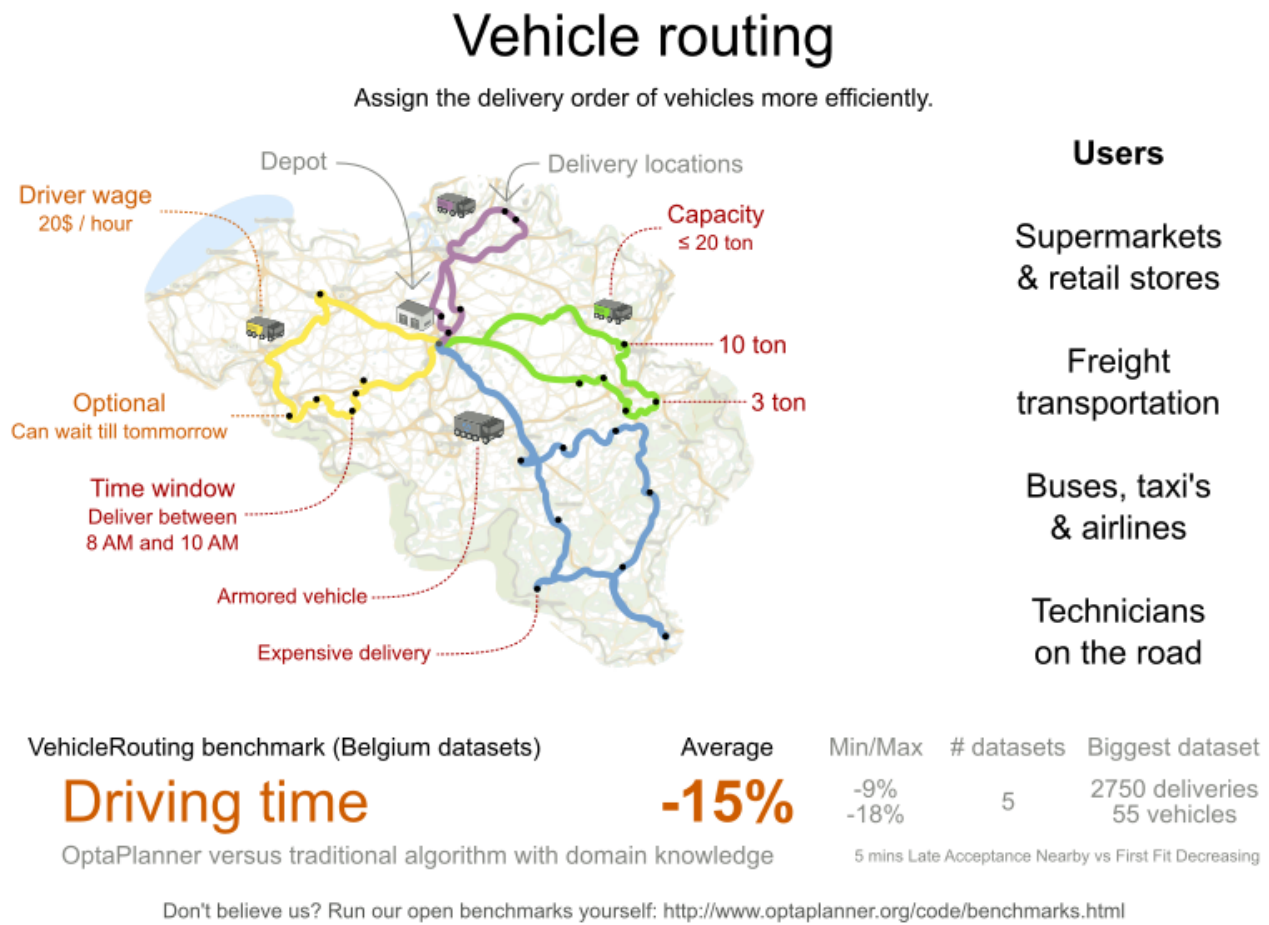 Vehicle routing
Assign the delivery order of vehicles more efficiently.
Depot
Delivery locations
Driver wage
20$ / hour
Capacity
≤ 20 ton
10 ton
3 ton
Optional
Can wait till tommorrow
Time window
Deliver between
8 AM and 10 AM
Armored vehicle
Expensive delivery
Users
Supermarkets
& retail stores
Freight
transportation
Buses, taxi's
& airlines
Technicians
on the road
VehicleRouting benchmark (Belgium datasets)
Average
Min/Max
# datasets
Biggest dataset
Driving time
-15%
-9%
-18%
5
2750 deliveries
55 vehicles
OptaPlanner versus traditional algorithm with domain knowledge
5 mins Late Acceptance Nearby vs First Fit Decreasing
Don't believe us? Run our open benchmarks yourself: http://www.optaplanner.org/code/benchmarks.html